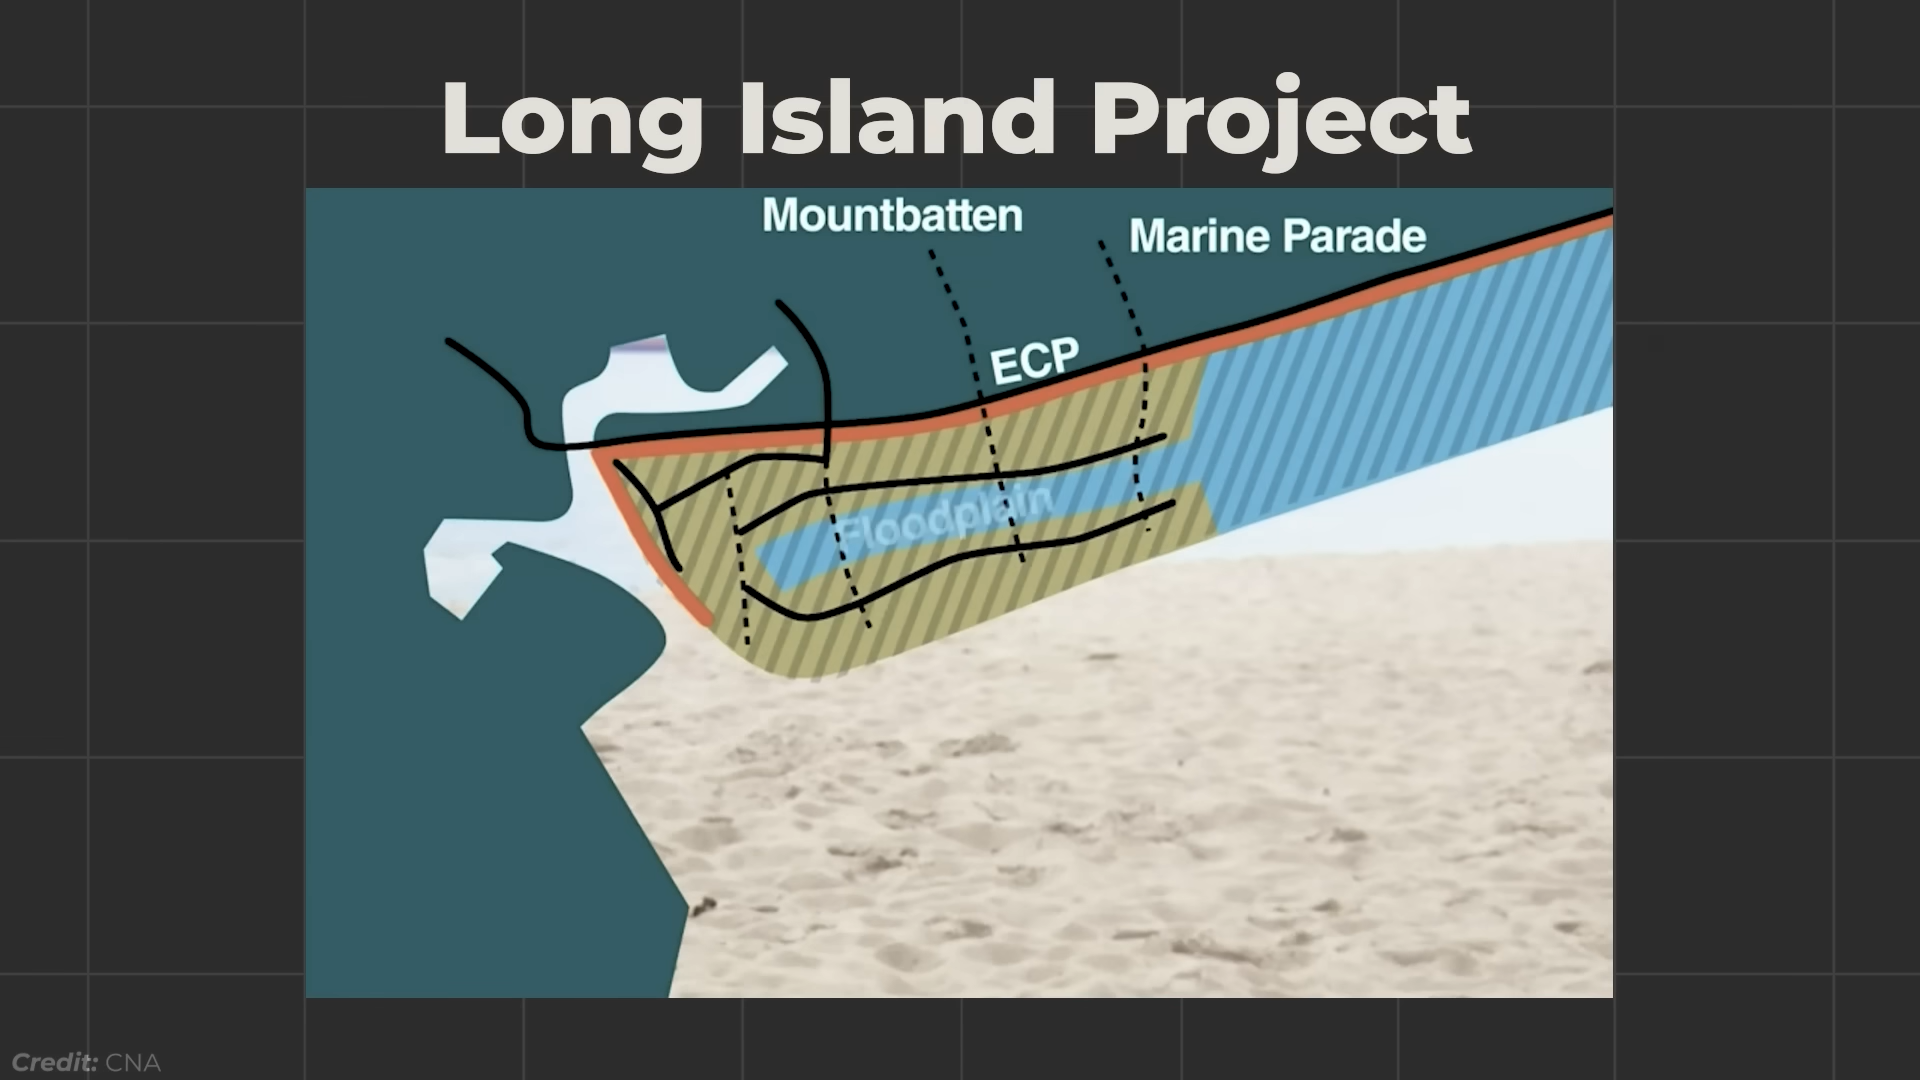 Long Island Project
Mountbatten
Marine Parade
ECP
Floodplain
Credit: CNA